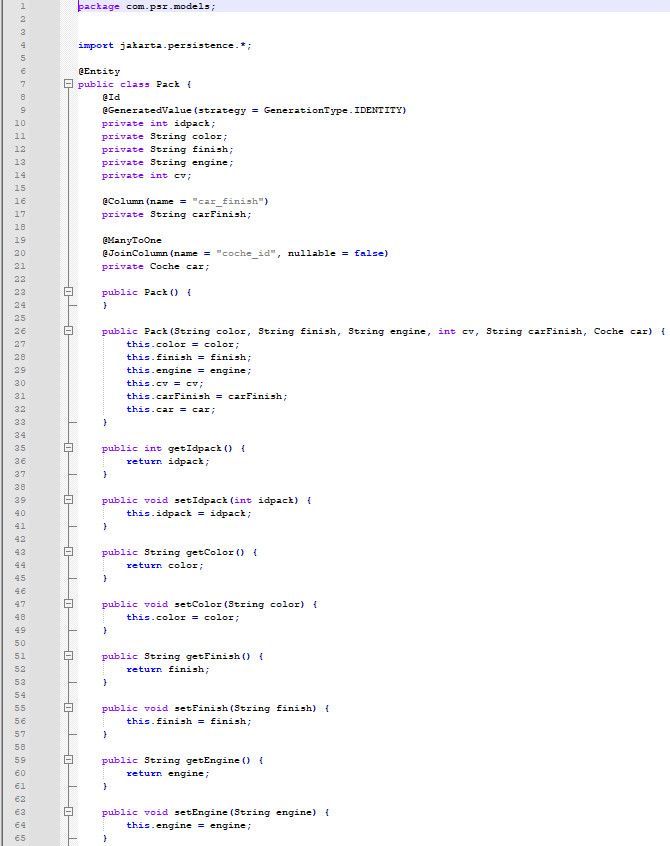 1 package com.psr.models;
2
3
4 import jakarta.persistence.*;
5
6 @Entity
7 public class Pack {
8 @Id
9 @GeneratedValue(strategy = GenerationType.IDENTITY)
10 private int idpack;
11 private String color;
12 private String finish;
13 private String engine;
14 private int cv;
15
16 @Column(name = "car_finish")
17 private String carFinish;
18
19 @ManyToOne
20 @JoinColumn(name = "coche_id", nullable = false)
21 private Coche car;
22
23 public Pack() {
24 }
25
26 public Pack(String color, String finish, String engine, int cv, String carFinish, Coche car) {
27 this.color = color;
28 this.finish = finish;
29 this.engine = engine;
30 this.cv = cv;
31 this.carFinish = carFinish;
32 this.car = car;
33 }
34
35 public int getIdpack() {
36 return idpack;
37 }
38
39 public void setIdpack(int idpack) {
40 this.idpack = idpack;
41 }
42
43 public String getColor() {
44 return color;
45 }
46
47 public void setColor(String color) {
48 this.color = color;
49 }
50
51 public String getFinish() {
52 return finish;
53 }
54
55 public void setFinish(String finish) {
56 this.finish = finish;
57 }
58
59 public String getEngine() {
60 return engine;
61 }
62
63 public void setEngine(String engine) {
64 this.engine = engine;
65 }